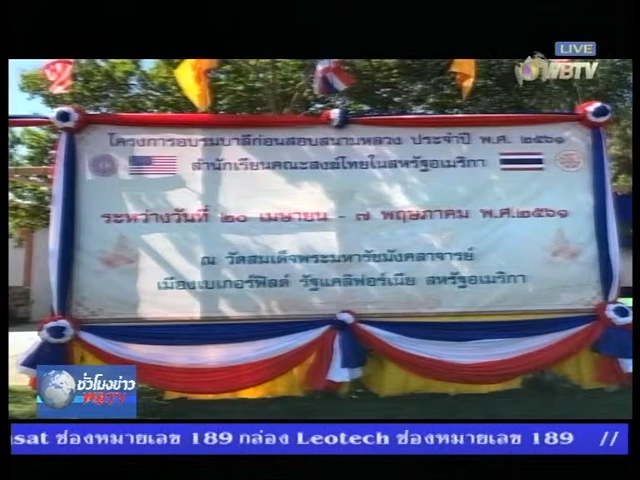 LIVE
WBTV
โครงการอบรมบาลีก่อนสอบสนามหลวง ประจำปี พ.ศ. ๒๕๖๑
สำนักเรียนคณะสงฆ์ไทยในสหรัฐอเมริกา
ระหว่างวันที่ ๒๐ เมษายน - ๗ พฤษภาคม พ.ศ.๒๕๖๑
ณ วัดสมเด็จพระมหารัชมังคลาจารย์
เมืองเบเกอร์ฟิลด์ รัฐแคลิฟอร์เนีย สหรัฐอเมริกา
ชั่วโมงข่าว
WBTV
sat ช่องหมายเลข 189 กล่อง Leotech ช่องหมายเลข 189 //